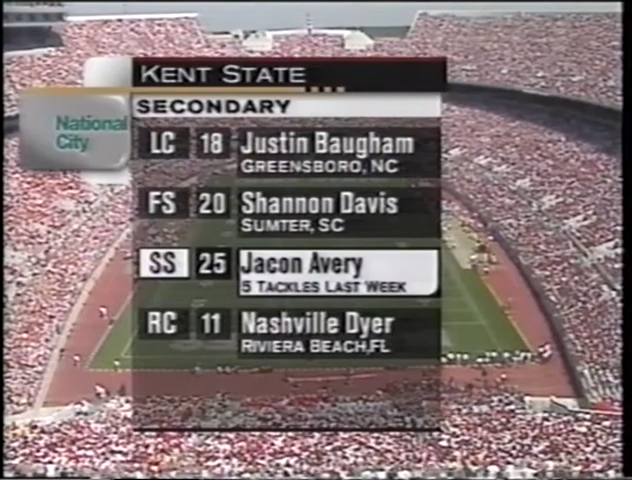 KENT STATE
SECONDARY
National
City
LC 18 Justin Baugham
GREENSBORO, NC
FS 20 Shannon Davis
SUMTER, SC
SS 25 Jacon Avery
5 TACKLES LAST WEEK
RC 11 Nashville Dyer
RIVIERA BEACH,FL